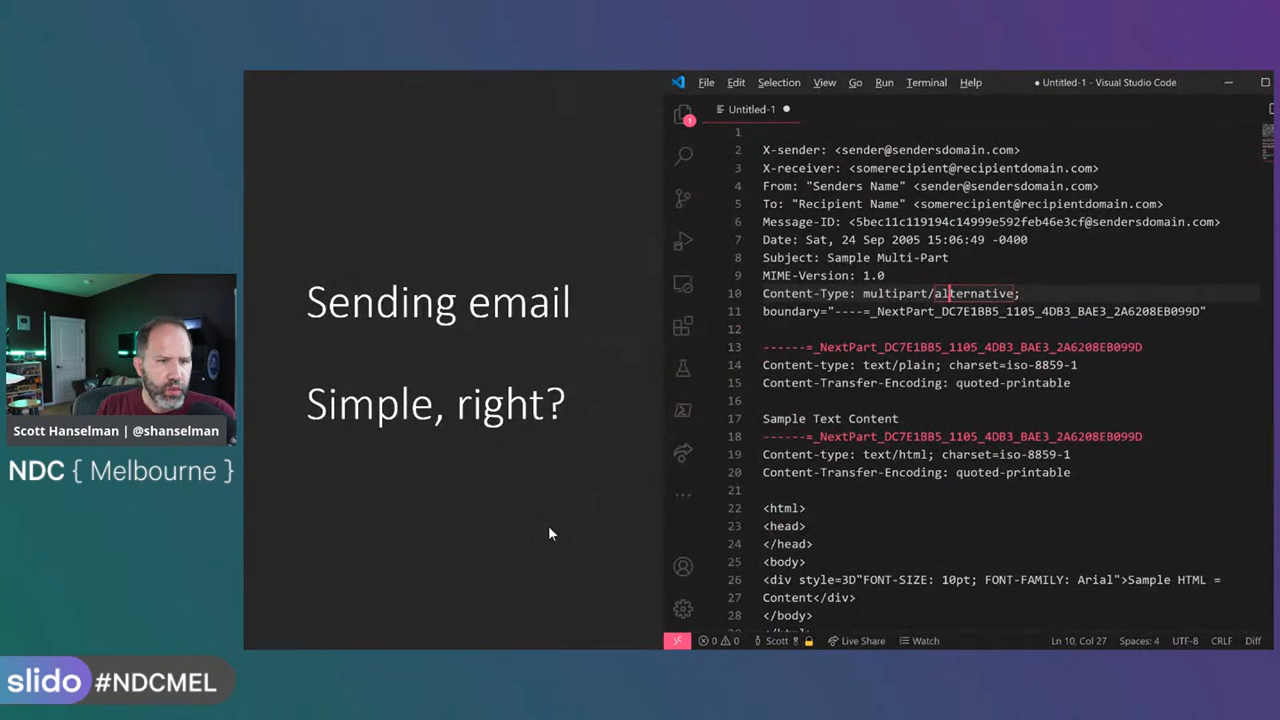 Sending email
Simple, right?
Scott Hanselman | @shanselman
NDC { Melbourne }
slido #NDCMEL
File Edit Selection View Go Run Terminal Help
● Untitled-1 - Visual Studio Code
Untitled-1 ●
1
1
2 X-sender: <sender@sendersdomain.com>
3 X-receiver: <somerecipient@recipientdomain.com>
4 From: "Senders Name" <sender@sendersdomain.com>
5 To: "Recipient Name" <somerecipient@recipientdomain.com>
6 Message-ID: <5bec11c119194c14999e592feb46e3cf@sendersdomain.com>
7 Date: Sat, 24 Sep 2005 15:06:49 -0400
8 Subject: Sample Multi-Part
9 MIME-Version: 1.0
10 Content-Type: multipart/alternative;
11 boundary="----=_NextPart_DC7E1BB5_1105_4DB3_BAE3_2A6208EB099D"
12
13 ------=_NextPart_DC7E1BB5_1105_4DB3_BAE3_2A6208EB099D
14 Content-type: text/plain; charset=iso-8859-1
15 Content-Transfer-Encoding: quoted-printable
16
17 Sample Text Content
18 ------=_NextPart_DC7E1BB5_1105_4DB3_BAE3_2A6208EB099D
19 Content-type: text/html; charset=iso-8859-1
20 Content-Transfer-Encoding: quoted-printable
21
22 <html>
23 <head>
24 </head>
25 <body>
26 <div style=3D"FONT-SIZE: 10pt; FONT-FAMILY: Arial">Sample HTML =
27 Content</div>
28 </body>
0 0 Scott Live Share Watch Ln 10, Col 27 Spaces: 4 UTF-8 CRLF Diff